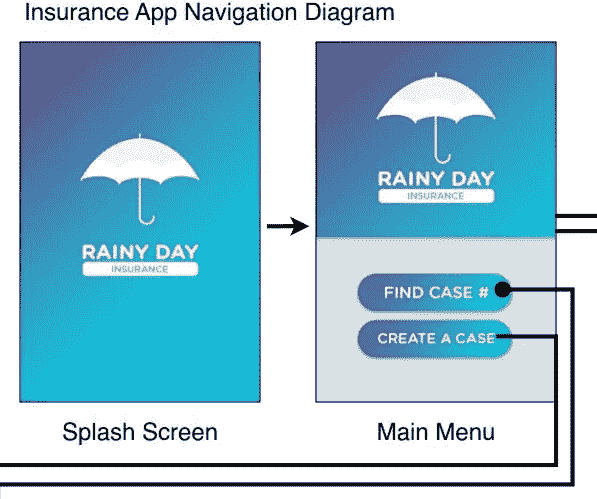 Insurance App Navigation Diagram
RAINY DAY
INSURANCE
RAINY DAY
INSURANCE
FIND CASE #
CREATE A CASE
Splash Screen
Main Menu